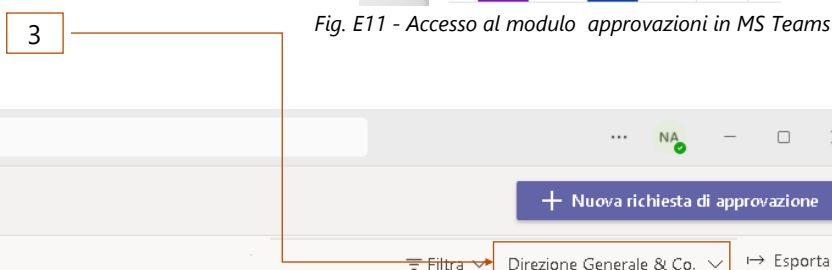 Fig. E11 - Accesso al modulo approvazioni in MS Teams
3
... NA
+ Nuova richiesta di approvazione
Filtra Direzione Generale & Co. Esporta